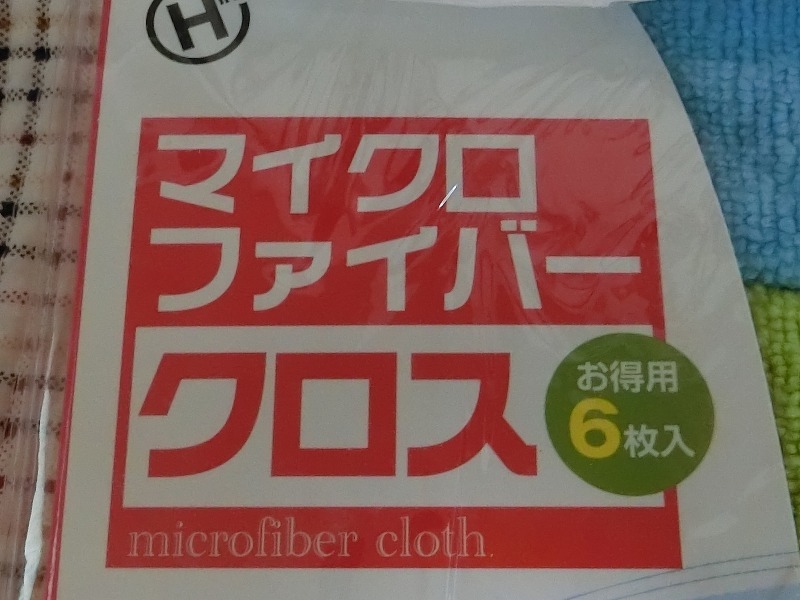 H
マイクロ
ファイバー
クロス
お得用
6枚入
microfiber cloth.